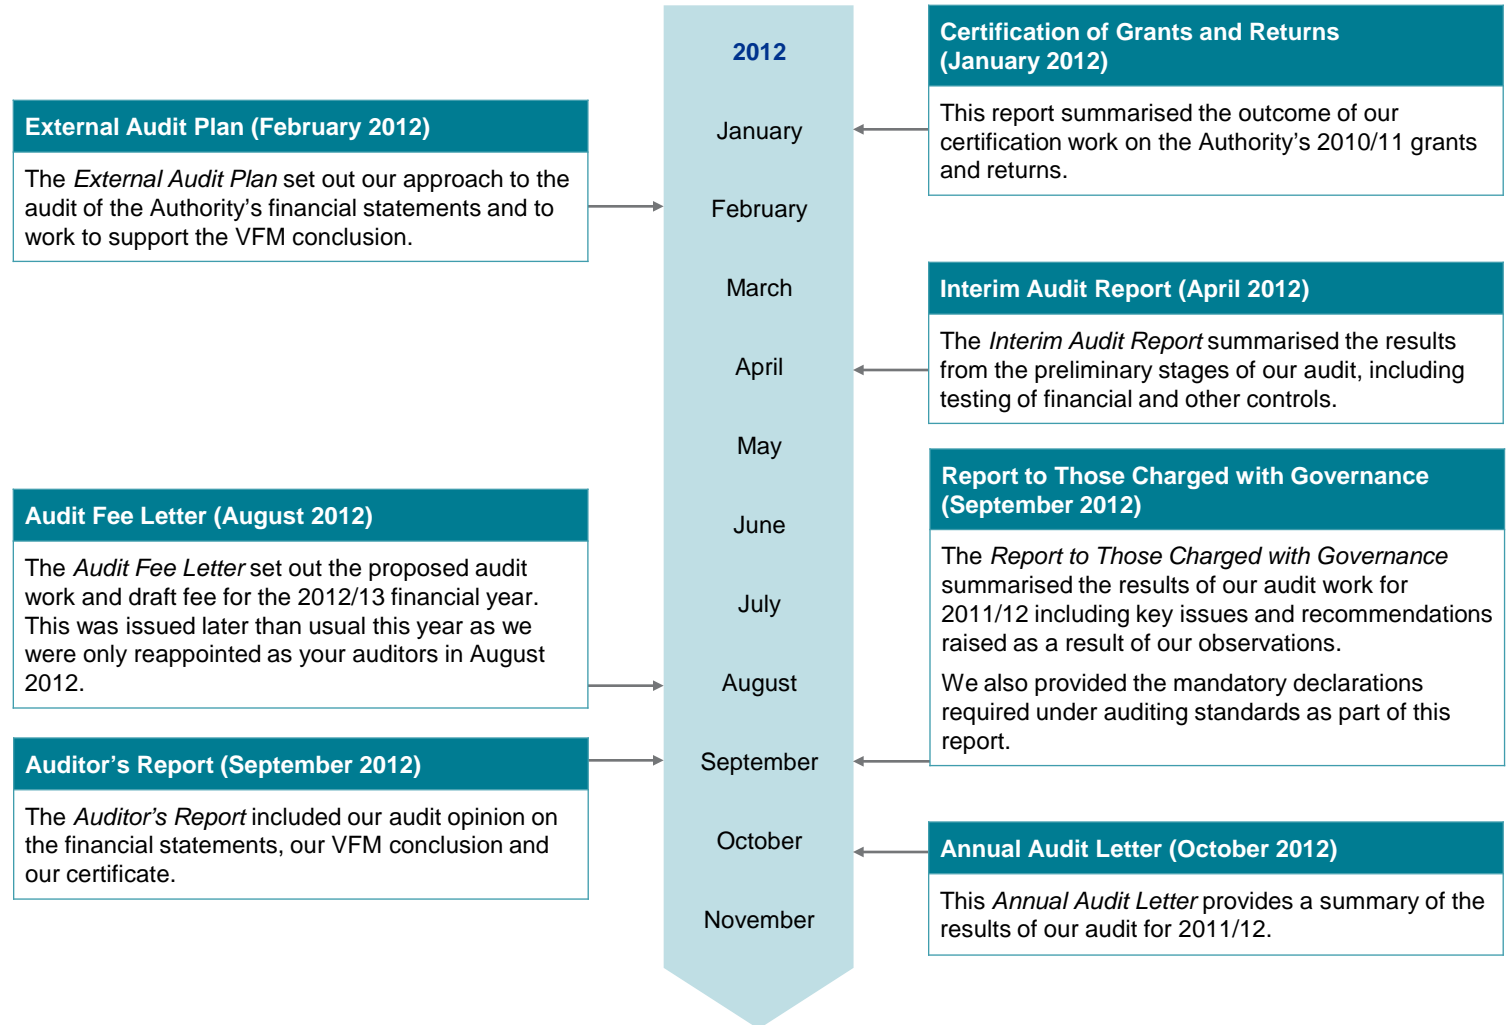 2012
January
February
March
April
May
June
July
August
September
October
November
External Audit Plan (February 2012)
The External Audit Plan set out our approach to the
audit of the Authority’s financial statements and to
work to support the VFM conclusion.
Audit Fee Letter (August 2012)
The Audit Fee Letter set out the proposed audit
work and draft fee for the 2012/13 financial year.
This was issued later than usual this year as we
were only reappointed as your auditors in August
2012.
Auditor’s Report (September 2012)
The Auditor’s Report included our audit opinion on
the financial statements, our VFM conclusion and
our certificate.
Certification of Grants and Returns
(January 2012)
This report summarised the outcome of our
certification work on the Authority’s 2010/11 grants
and returns.
Interim Audit Report (April 2012)
The Interim Audit Report summarised the results
from the preliminary stages of our audit, including
testing of financial and other controls.
Report to Those Charged with Governance
(September 2012)
The Report to Those Charged with Governance
summarised the results of our audit work for
2011/12 including key issues and recommendations
raised as a result of our observations.
We also provided the mandatory declarations
required under auditing standards as part of this
report.
Annual Audit Letter (October 2012)
This Annual Audit Letter provides a summary of the
results of our audit for 2011/12.